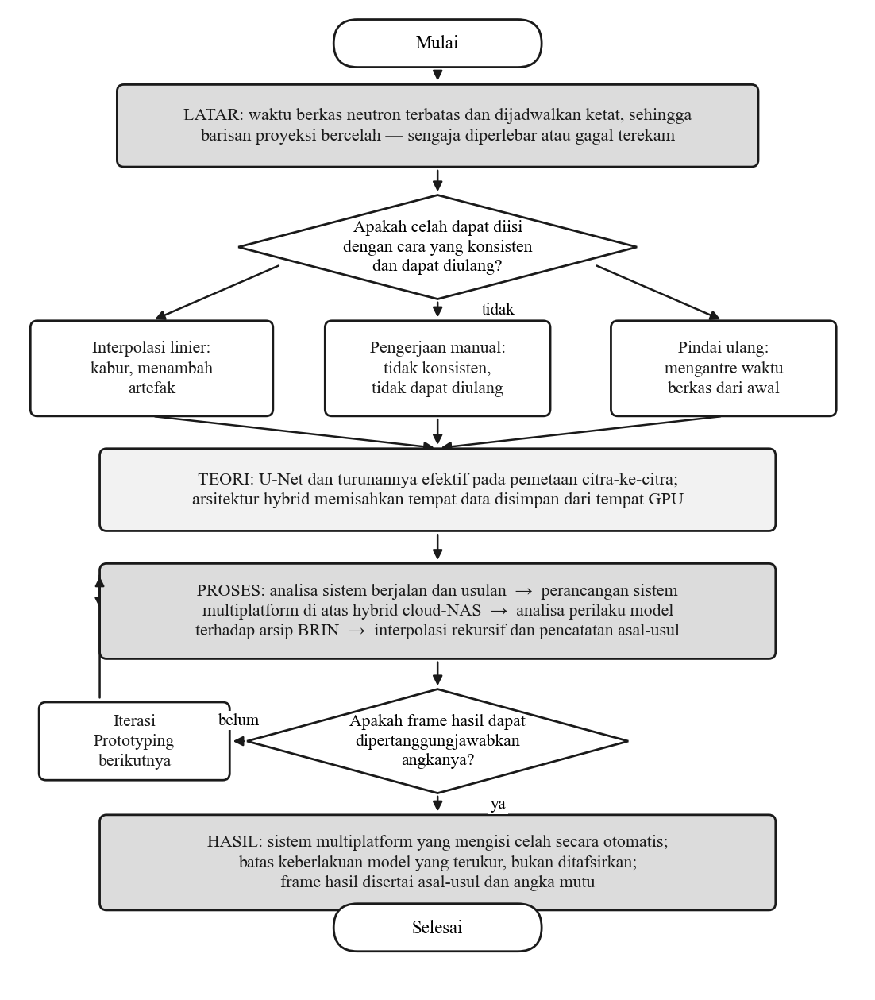 Mulai
LATAR: waktu berkas neutron terbatas dan dijadwalkan ketat, sehingga
barisan proyeksi bercelah — sengaja diperlebar atau gagal terekam
Apakah celah dapat diisi
dengan cara yang konsisten
dan dapat diulang?
tidak
Interpolasi linier:
kabur, menambah
artefak
Pengerjaan manual:
tidak konsisten,
tidak dapat diulang
Pindai ulang:
mengantre waktu
berkas dari awal
TEORI: U-Net dan turunannya efektif pada pemetaan citra-ke-citra;
arsitektur hybrid memisahkan tempat data disimpan dari tempat GPU
PROSES: analisa sistem berjalan dan usulan → perancangan sistem
multiplatform di atas hybrid cloud-NAS → analisa perilaku model
terhadap arsip BRIN → interpolasi rekursif dan pencatatan asal-usul
Iterasi
Prototyping
berikutnya
belum
Apakah frame hasil dapat
dipertanggungjawabkan
angkanya?
ya
HASIL: sistem multiplatform yang mengisi celah secara otomatis;
batas keberlakuan model yang terukur, bukan ditafsirkan;
frame hasil disertai asal-usul dan angka mutu
Selesai